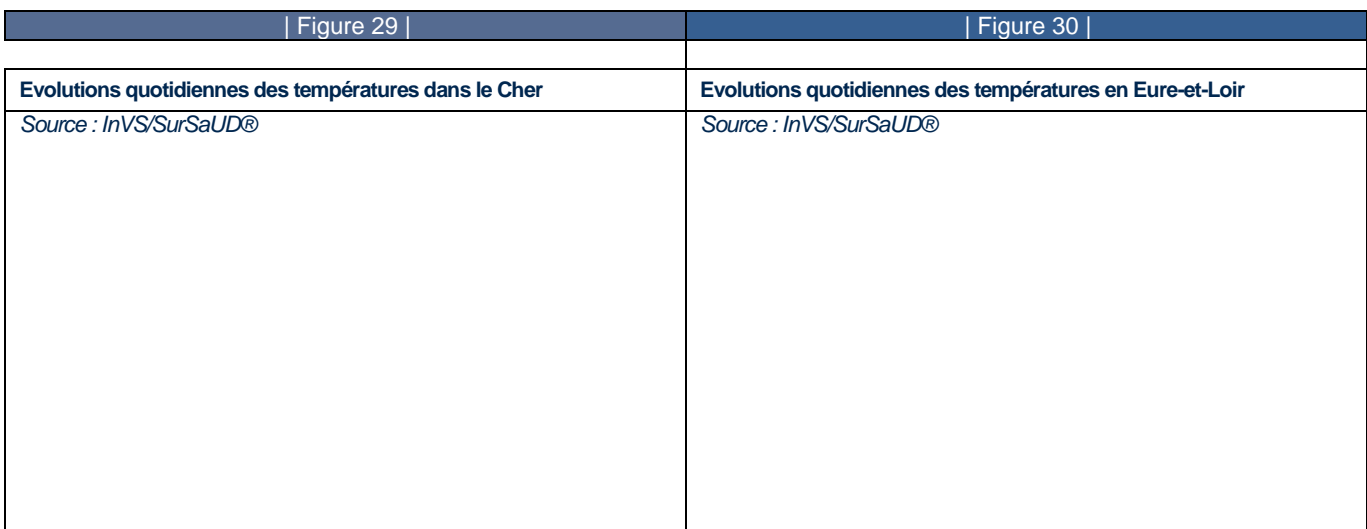 | Figure 29 |
| Figure 30 |
Evolutions quotidiennes des températures dans le Cher
Evolutions quotidiennes des températures en Eure-et-Loir
Source : InVS/SurSaUD®
Source : InVS/SurSaUD®